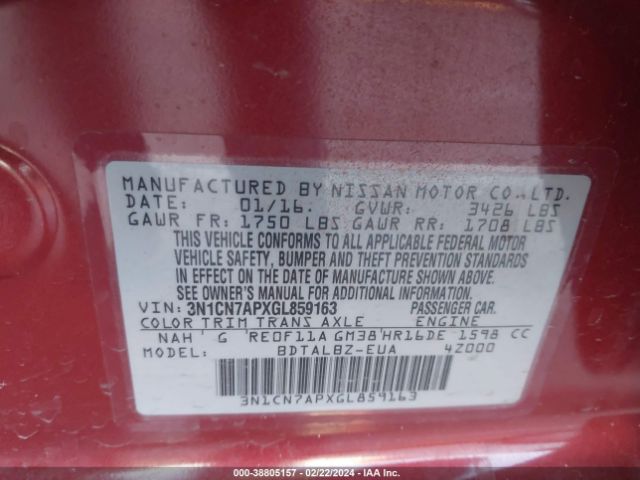 MANUFACTURED BY NISSAN MOTOR CO.,LTD.
DATE: 01/16. GVWR: 3426 LBS
GAWR FR: 1750 LBS GAWR RR: 1708 LBS
THIS VEHICLE CONFORMS TO ALL APPLICABLE FEDERAL MOTOR
VEHICLE SAFETY, BUMPER AND THEFT PREVENTION STANDARDS
IN EFFECT ON THE DATE OF MANUFACTURE SHOWN ABOVE.
SEE OWNER'S MANUAL FOR ADDITIONAL INFORMATION.
VIN: 3N1CN7APXGL859163 PASSENGER CAR.
COLOR TRIM TRANS AXLE ENGINE
NAH G RE0F11A GM38 HR16DE 1598 CC
MODEL: BDTALBZ-EUA 4Z000
3N1CN7APXGL859163
000-38805157 - 02/22/2024 - IAA Inc.